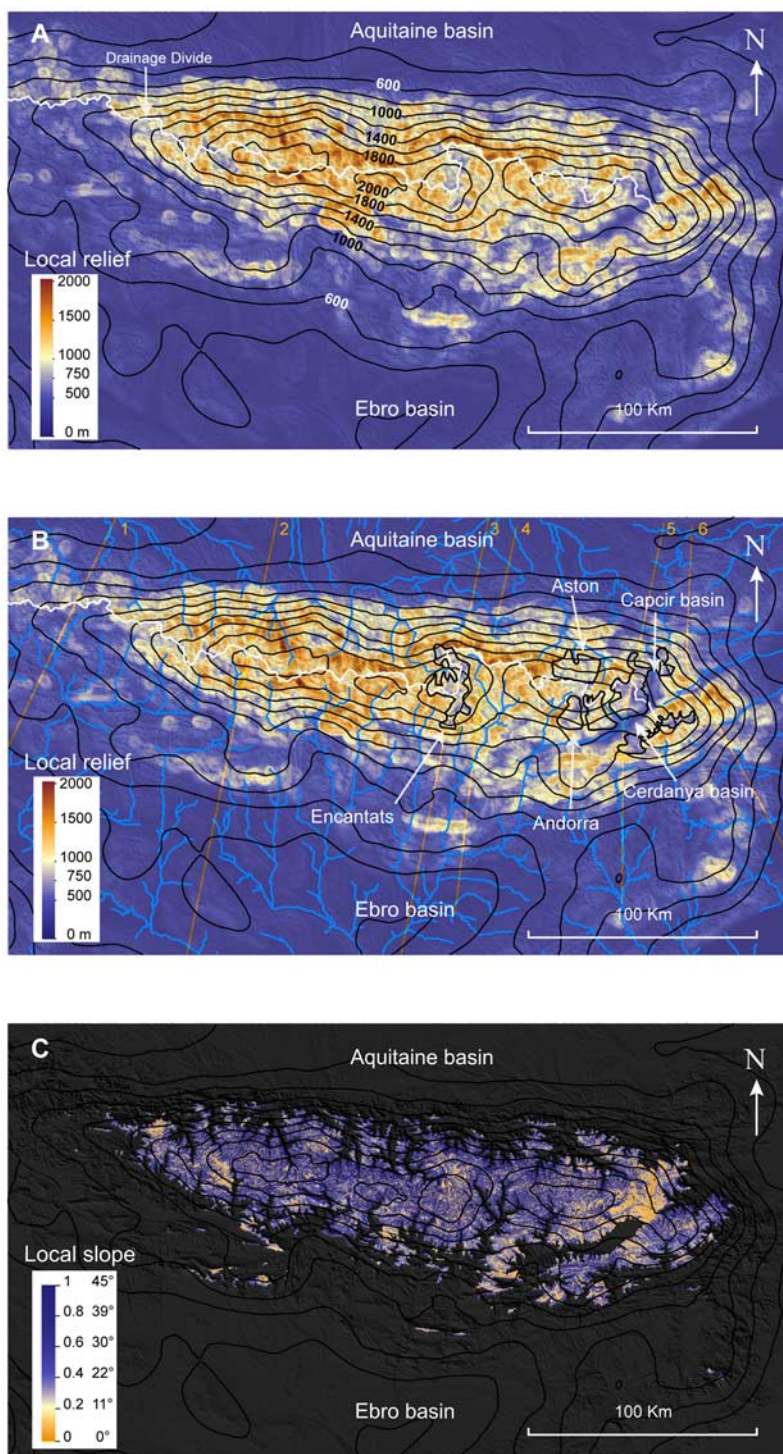 A
Aquitaine basin
N
Drainage Divide
600
1000
1400
1800
2000
1800
1400
1000
600
Local relief
2000
1500
1000
750
500
0 m
Ebro basin
100 Km
B
1
2
3
4
5
6
Aquitaine basin
N
Aston
Capcir basin
Local relief
2000
1500
1000
750
500
0 m
Encantats
Andorra
Cerdanya basin
Ebro basin
100 Km
C
Aquitaine basin
N
Local slope
1 45°
0.8 39°
0.6 30°
0.4 22°
0.2 11°
0 0°
Ebro basin
100 Km